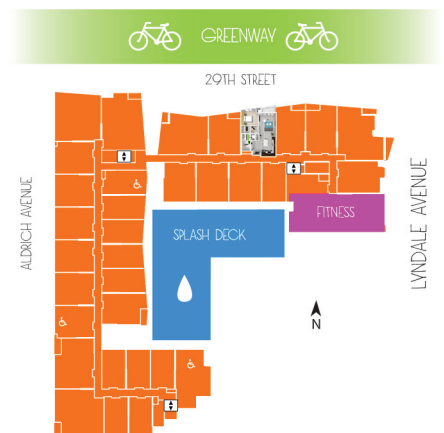 GREENWAY
29TH STREET
ALDRICH AVENUE
LYNDALE AVENUE
FITNESS
SPLASH DECK
N